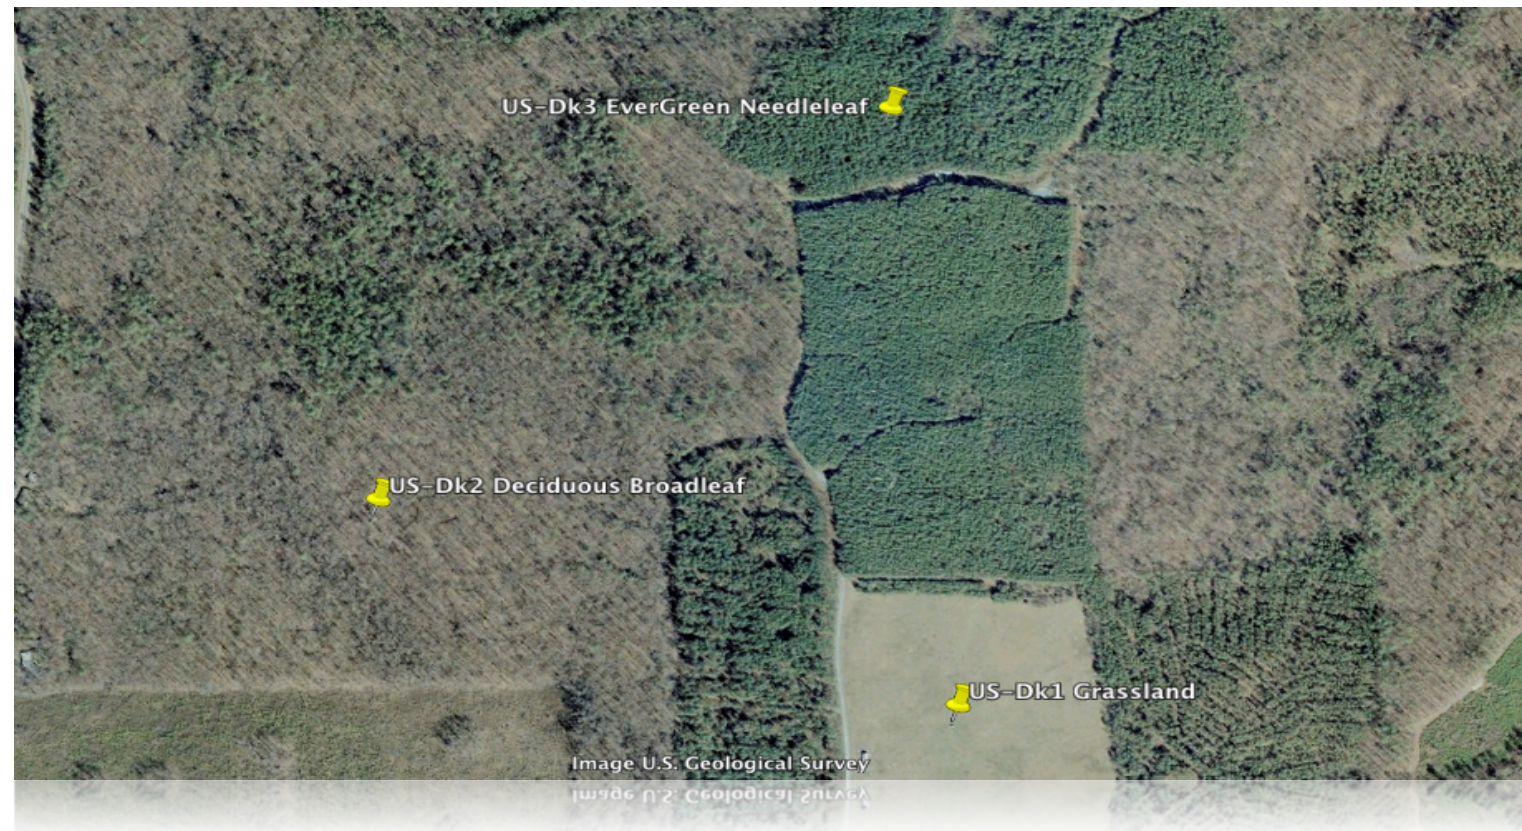 US-Dk3 EverGreen Needleleaf
US-Dk2 Deciduous Broadleaf
US-Dk1 Grassland
Image U.S. Geological Survey